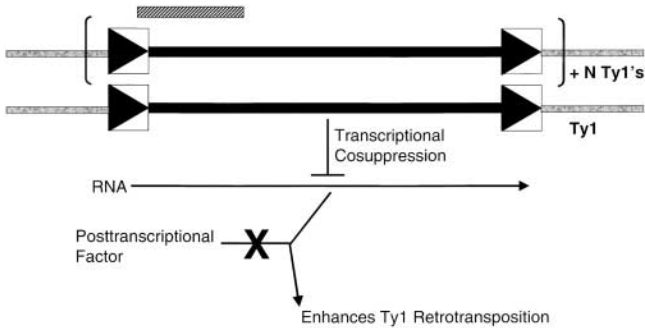 + N Ty1's
Ty1
Transcriptional
Cosuppression
RNA
Posttranscriptional
Factor
X
Enhances Ty1 Retrotransposition